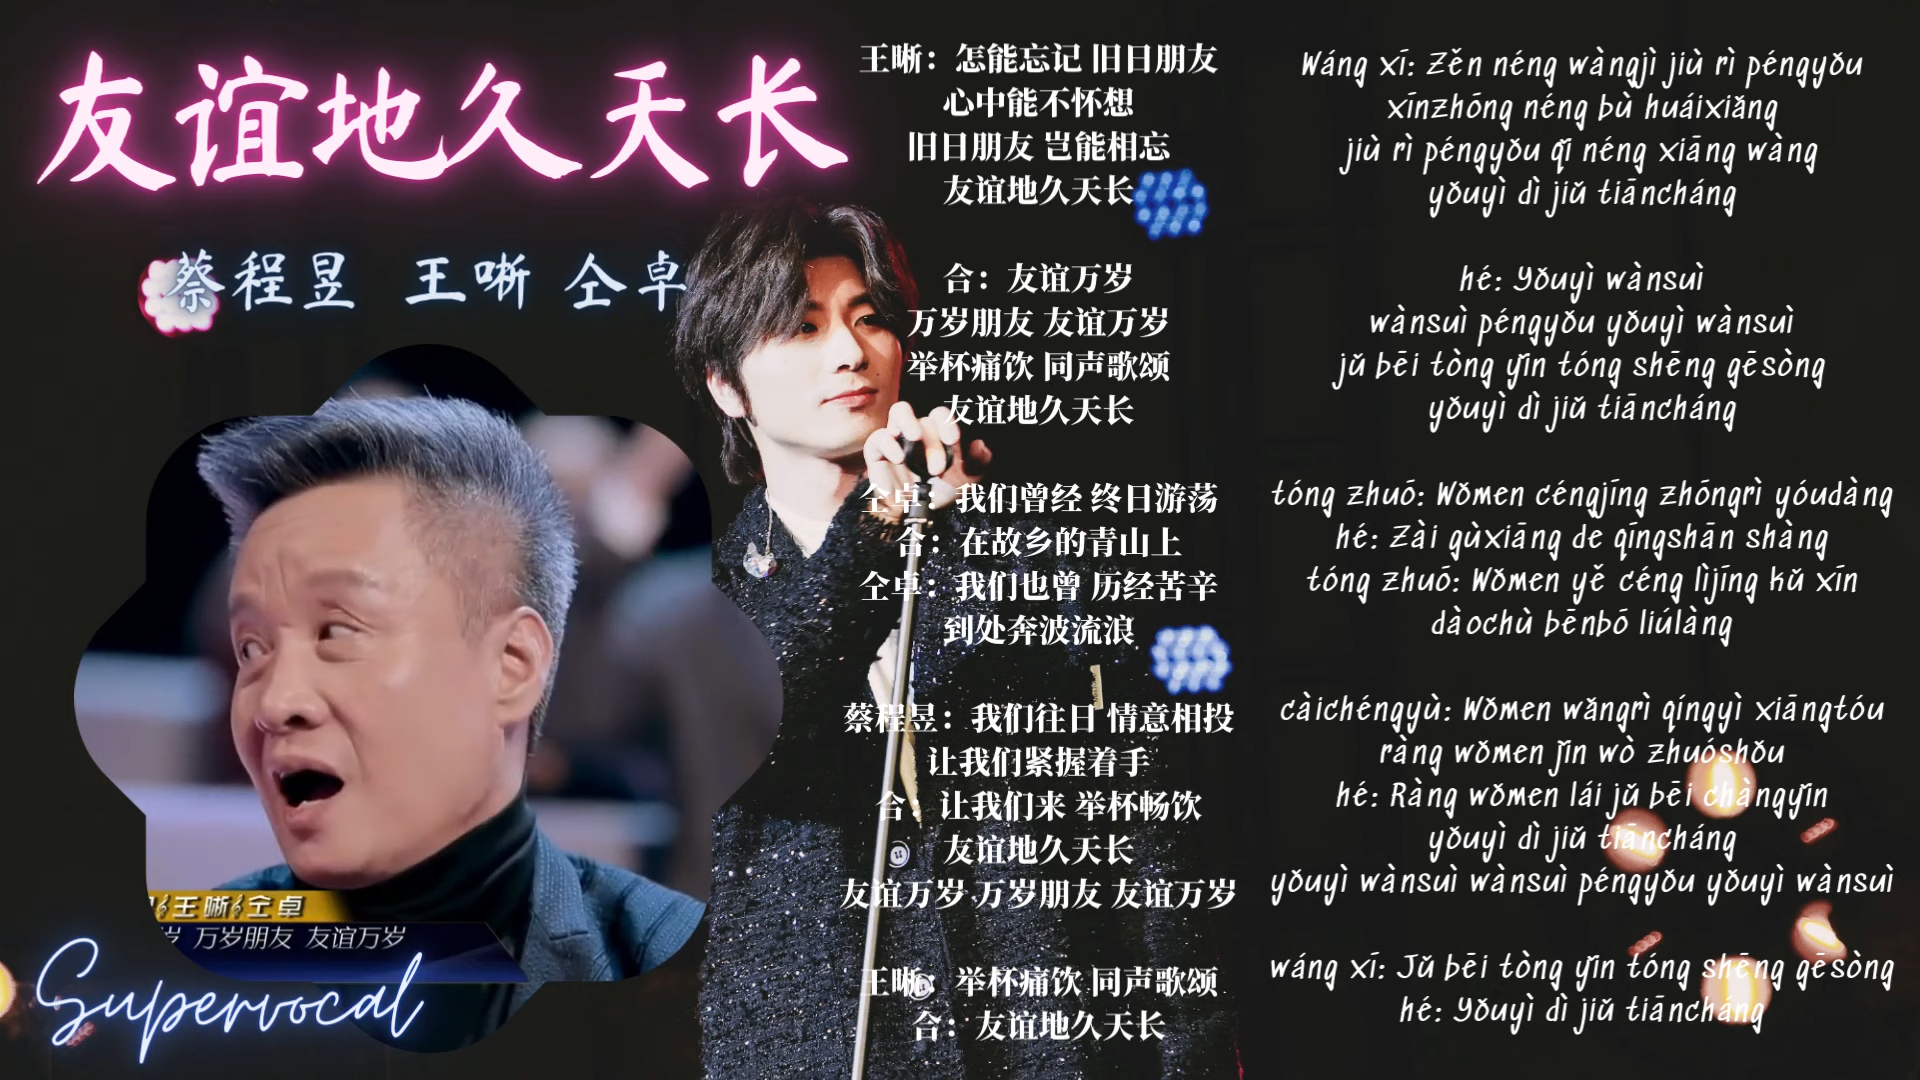 友谊地久天长
蔡程昱 王晰 仝卓
王晰：怎能忘记 旧日朋友
心中能不怀想
旧日朋友 岂能相忘
友谊地久天长
合：友谊万岁
万岁朋友 友谊万岁
举杯痛饮 同声歌颂
友谊地久天长
仝卓：我们曾经 终日游荡
合：在故乡的青山上
仝卓：我们也曾 历经苦辛
到处奔波流浪
蔡程昱：我们往日 情意相投
让我们紧握着手
合：让我们来 举杯畅饮
友谊地久天长
友谊万岁 万岁朋友 友谊万岁
王晰：举杯痛饮 同声歌颂
合：友谊地久天长
Wáng xī: Zěn néng wàngjì jiù rì péngyǒu
xīnzhōng néng bù huáixiǎng
jiù rì péngyǒu qǐ néng xiāng wàng
yǒuyì dì jiǔ tiāncháng
hé: Yǒuyì wànsuì
wànsuì péngyǒu yǒuyì wànsuì
jǔ bēi tòng yǐn tóng shēng gēsòng
yǒuyì dì jiǔ tiāncháng
tóng zhuō: Wǒmen céngjīng zhōngrì yóudàng
hé: Zài gùxiāng de qīngshān shàng
tóng zhuō: Wǒmen yě céng lìjīng kǔ xīn
dàochù bēnbō liúlàng
càichéngyù: Wǒmen wǎngrì qíngyì xiāngtóu
ràng wǒmen jǐn wò zhuóshǒu
hé: Ràng wǒmen lái jǔ bēi chàngyǐn
yǒuyì dì jiǔ tiāncháng
yǒuyì wànsuì wànsuì péngyǒu yǒuyì wànsuì
wáng xī: Jǔ bēi tòng yǐn tóng shēng gēsòng
hé: Yǒuyì dì jiǔ tiāncháng
王晰 仝卓
万岁朋友 友谊万岁
Supervocal